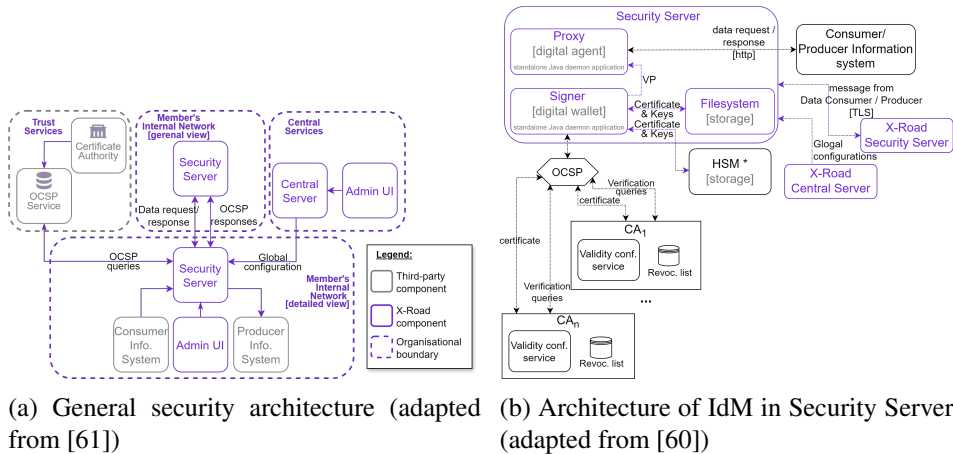 Trust
Services
Certificate
Authority
OCSP
Service
Member's
Internal Network
[gerenal view]
Security
Server
Central
Services
Central
Server
Admin UI
Data request/
response
OCSP
responses
OCSP
queries
Security
Server
Global
configuration
Member's
Internal
Network
[detailed view]
Consumer
Info.
System
Admin UI
Producer
Info.
System
Legend:
Third-party
component
X-Road
component
Organisational
boundary
(a) General security architecture (adapted
from [61])
Security Server
Proxy
[digital agent]
standalone Java daemon application
data request /
response
[http]
Consumer/
Producer Information
system
VP
Signer
[digital wallet]
standalone Java daemon application
Certificate
& Keys
Certificate
& Keys
Filesystem
[storage]
message from
Data Consumer / Producer
[TLS]
X-Road
Security Server
Glogal
configurations
X-Road
Central Server
HSM *
[storage]
OCSP
Verification
queries
certificate
certificate
Verification
queries
CA1
Validity conf.
service
Revoc. list
...
CAn
Validity conf.
service
Revoc. list
(b) Architecture of IdM in Security Server
(adapted from [60])